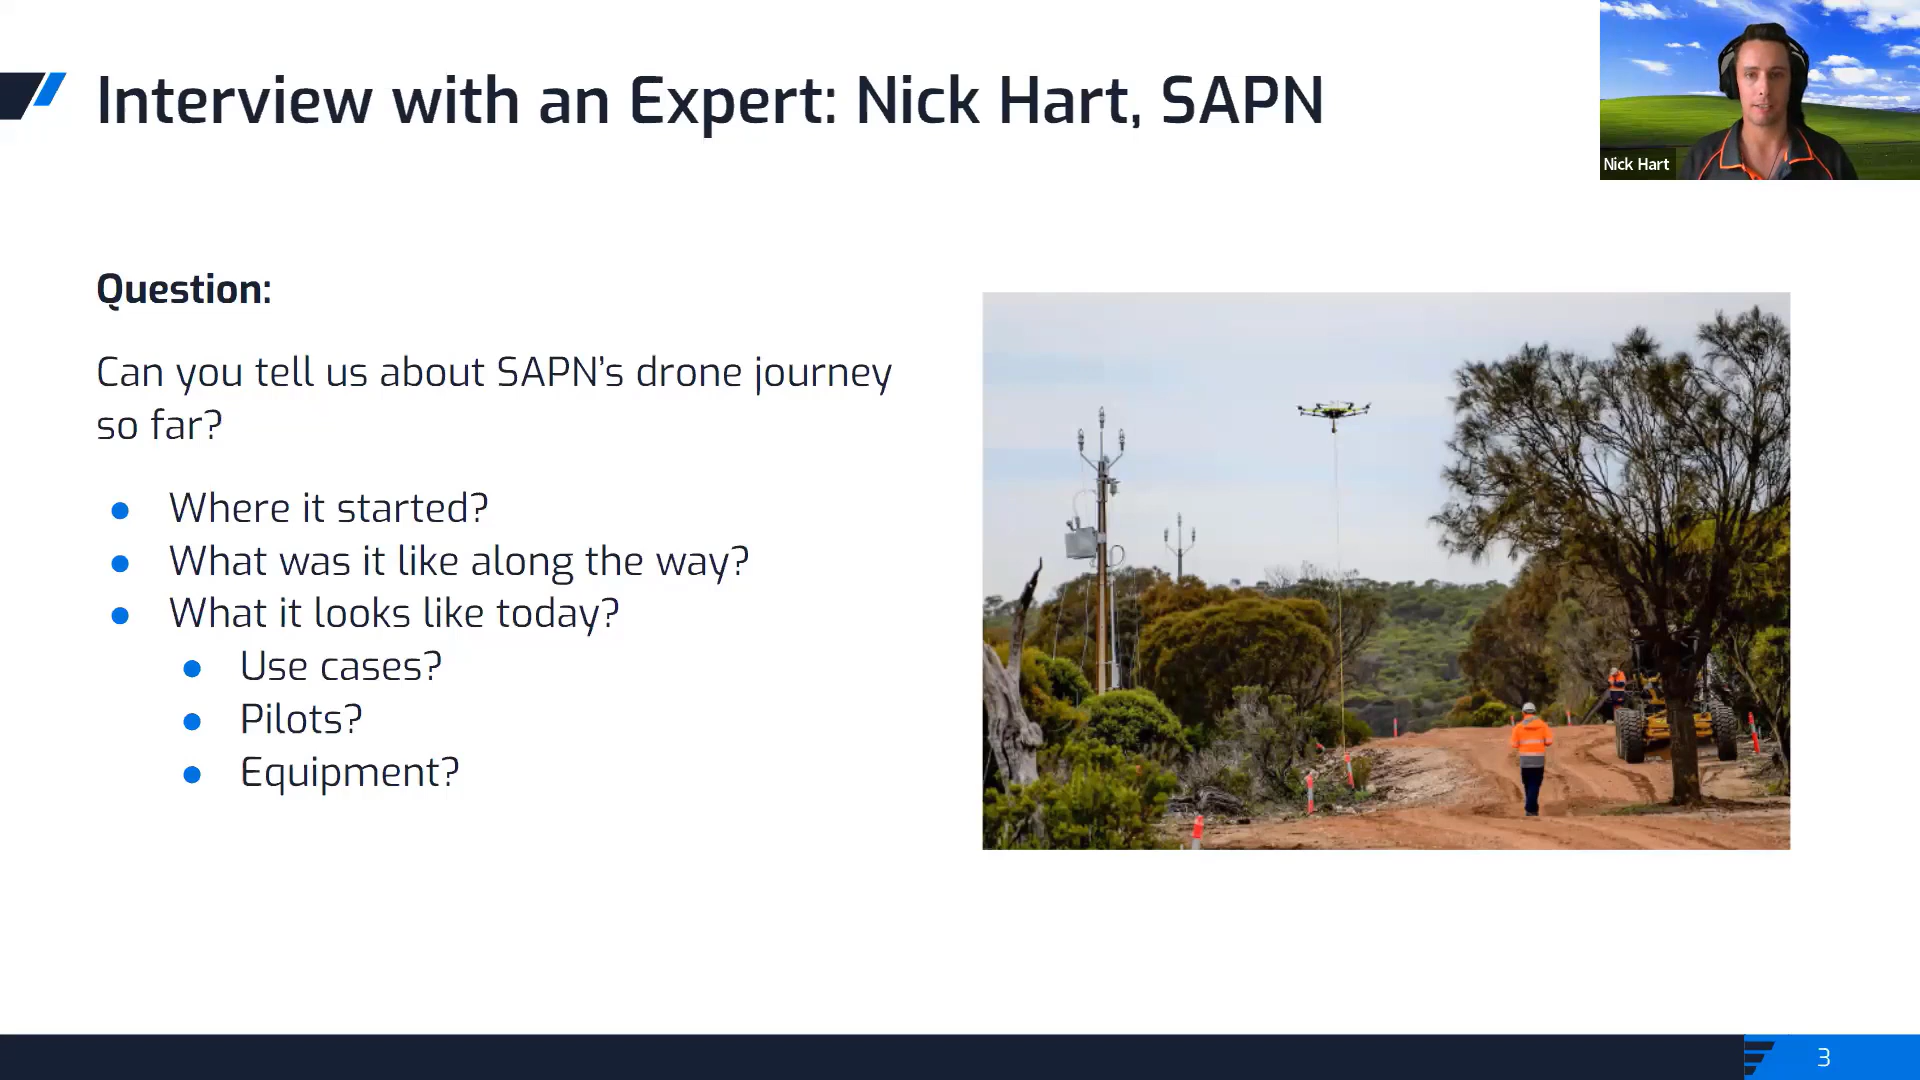 Interview with an Expert: Nick Hart, SAPN
Nick Hart
Question:
Can you tell us about SAPN’s drone journey
so far?
Where it started?
What was it like along the way?
What it looks like today?
Use cases?
Pilots?
Equipment?
3